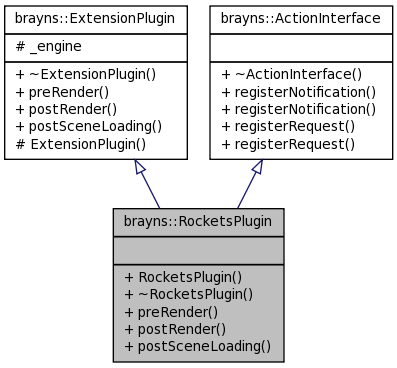 brayns::ExtensionPlugin
# _engine
+ ~ExtensionPlugin()
+ preRender()
+ postRender()
+ postSceneLoading()
# ExtensionPlugin()
brayns::ActionInterface
+ ~ActionInterface()
+ registerNotification()
+ registerNotification()
+ registerRequest()
+ registerRequest()
brayns::RocketsPlugin
+ RocketsPlugin()
+ ~RocketsPlugin()
+ preRender()
+ postRender()
+ postSceneLoading()